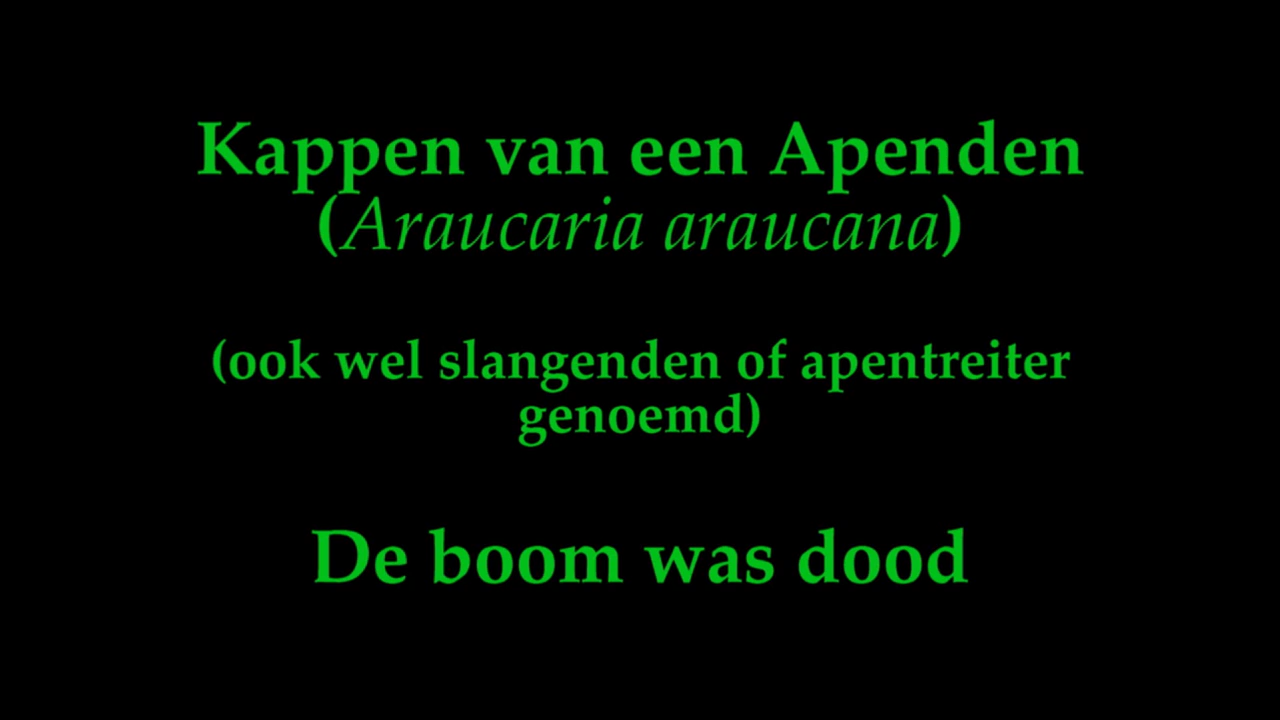 Kappen van een Apenden
(Araucaria araucana)
(ook wel slangenden of apentreiter
genoemd)
De boom was dood